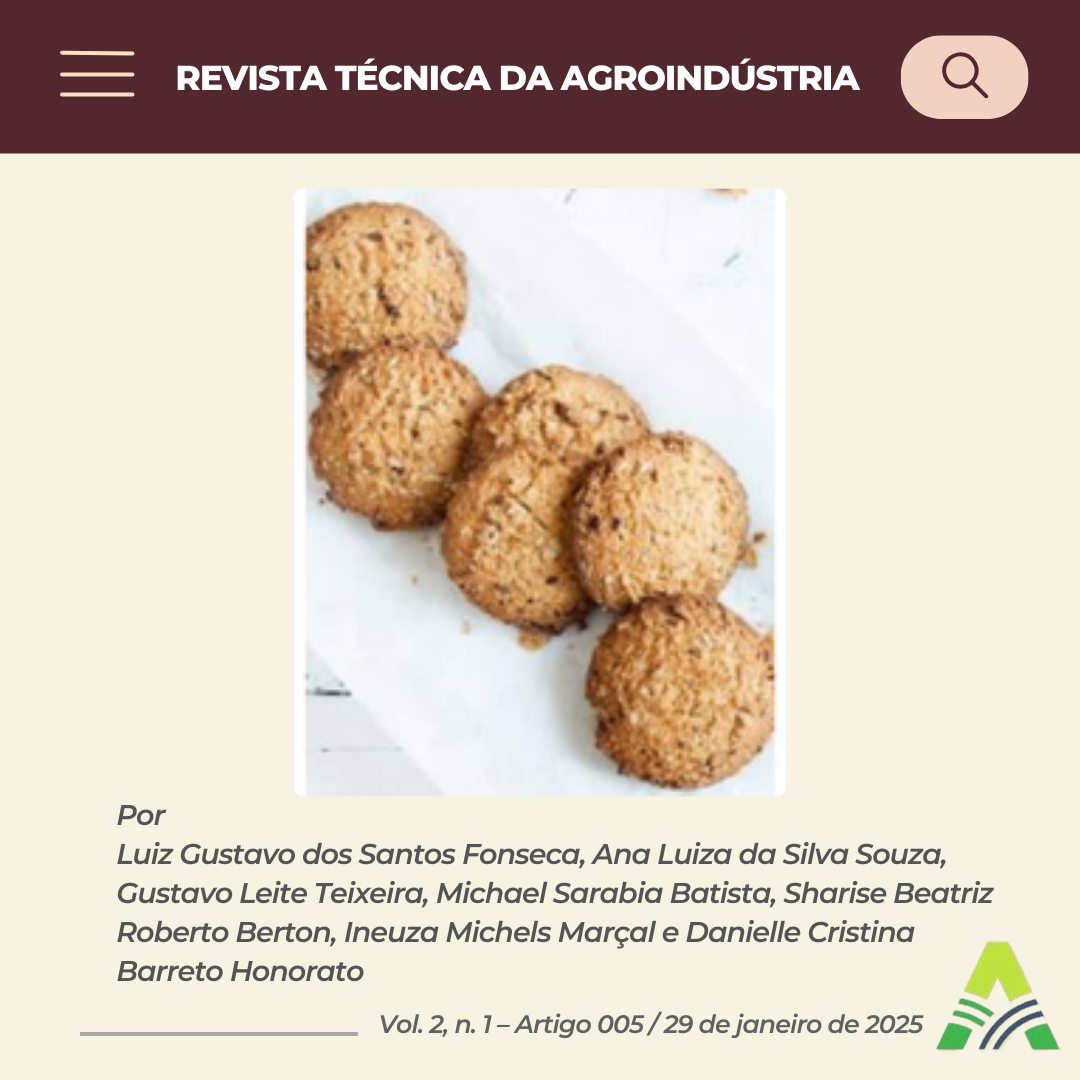 REVISTA TÉCNICA DA AGROINDÚSTRIA
Por
Luiz Gustavo dos Santos Fonseca, Ana Luiza da Silva Souza,
Gustavo Leite Teixeira, Michael Sarabia Batista, Sharise Beatriz
Roberto Berton, Ineuza Michels Marçal e Danielle Cristina
Barreto Honorato
Vol. 2, n. 1 – Artigo 005 / 29 de janeiro de 2025